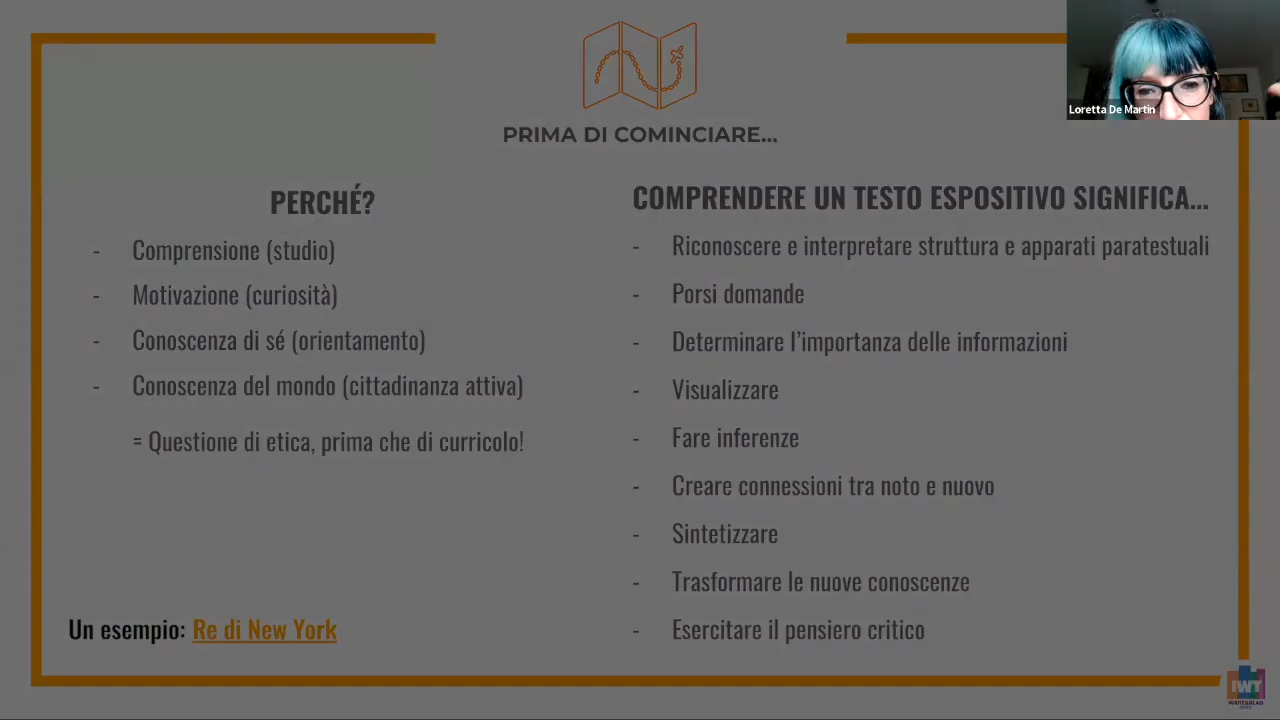 Loretta De Martin
PRIMA DI COMINCIARE...
PERCHÉ?
- Comprensione (studio)
- Motivazione (curiosità)
- Conoscenza di sé (orientamento)
- Conoscenza del mondo (cittadinanza attiva)
= Questione di etica, prima che di curricolo!
Un esempio: Re di New York
COMPRENDERE UN TESTO ESPOSITIVO SIGNIFICA...
- Riconoscere e interpretare struttura e apparati paratestuali
- Porsi domande
- Determinare l'importanza delle informazioni
- Visualizzare
- Fare inferenze
- Creare connessioni tra noto e nuovo
- Sintetizzare
- Trasformare le nuove conoscenze
- Esercitare il pensiero critico
IWT